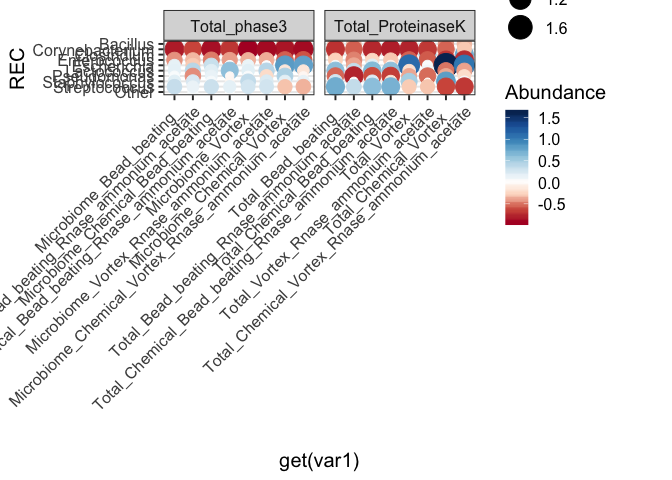 1.2
1.6
Total_phase3
Total_ProteinaseK
REC
Bacillus
Corynebacterium
Enterococcus
Escherichia
Pseudomonas
Staphylococcus
Streptococcus
Other
Abundance
1.5
1.0
0.5
0.0
-0.5
Microbiome_Bead_beating
ad_beating_Rnase_ammonium_acetate
Microbiome_Chemical_Bead_beating
cal_Bead_beating_Rnase_ammonium_acetate
Microbiome_Vortex
Microbiome_Vortex_Rnase_ammonium_acetate
Microbiome_Chemical_Vortex
Microbiome_Chemical_Vortex_Rnase_ammonium_acetate
Total_Bead_beating
Total_Bead_beating_Rnase_ammonium_acetate
Total_Chemical_Bead_beating
Total_Chemical_Bead_beating_Rnase_ammonium_acetate
Total_Vortex
Total_Vortex_Rnase_ammonium_acetate
Total_Chemical_Vortex
Total_Chemical_Vortex_Rnase_ammonium_acetate
get(var1)